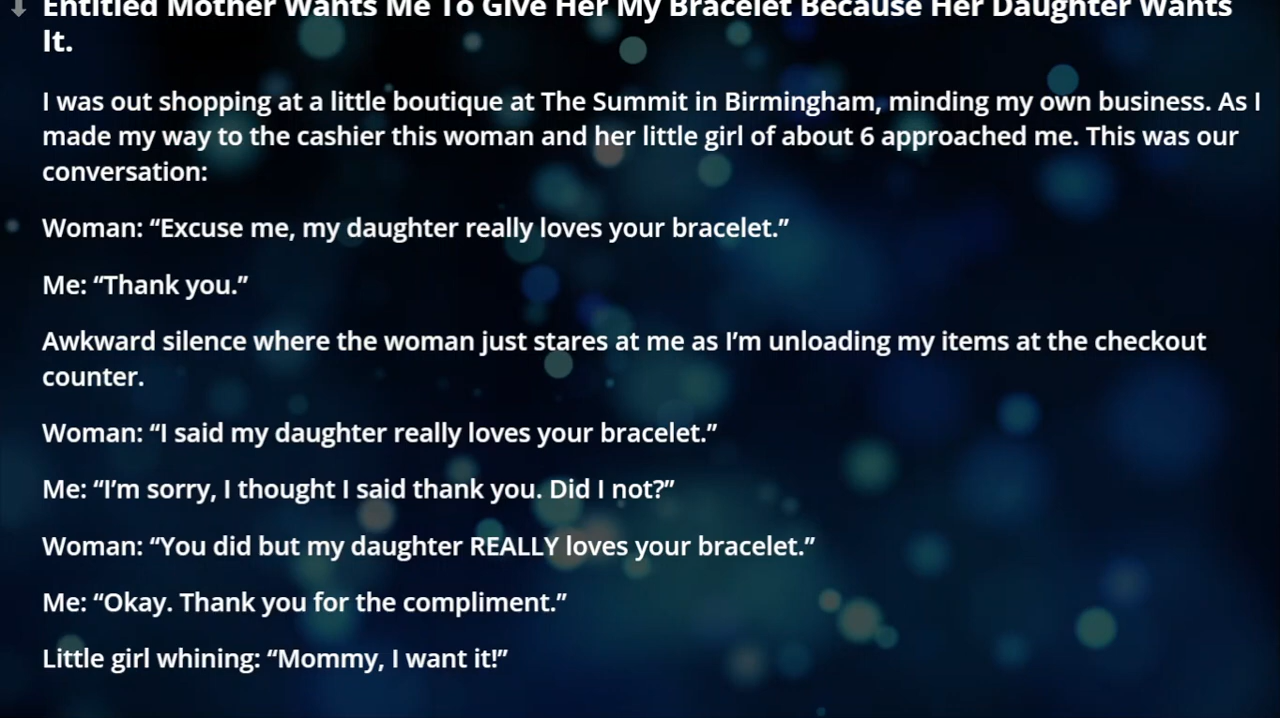 Entitled Mother Wants Me To Give Her My Bracelet Because Her Daughter Wants
It.
I was out shopping at a little boutique at The Summit in Birmingham, minding my own business. As I
made my way to the cashier this woman and her little girl of about 6 approached me. This was our
conversation:
Woman: “Excuse me, my daughter really loves your bracelet.”
Me: “Thank you.”
Awkward silence where the woman just stares at me as I’m unloading my items at the checkout
counter.
Woman: “I said my daughter really loves your bracelet.”
Me: “I’m sorry, I thought I said thank you. Did I not?”
Woman: “You did but my daughter REALLY loves your bracelet.”
Me: “Okay. Thank you for the compliment.”
Little girl whining: “Mommy, I want it!”